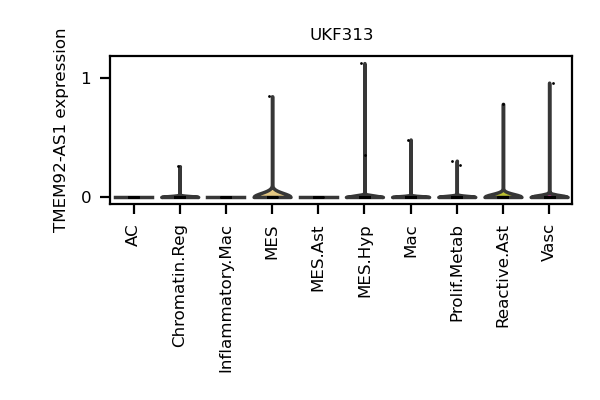 UKF313
TMEM92-AS1 expression
1
0
AC
Chromatin.Reg
Inflammatory.Mac
MES
MES.Ast
MES.Hyp
Mac
Prolif.Metab
Reactive.Ast
Vasc